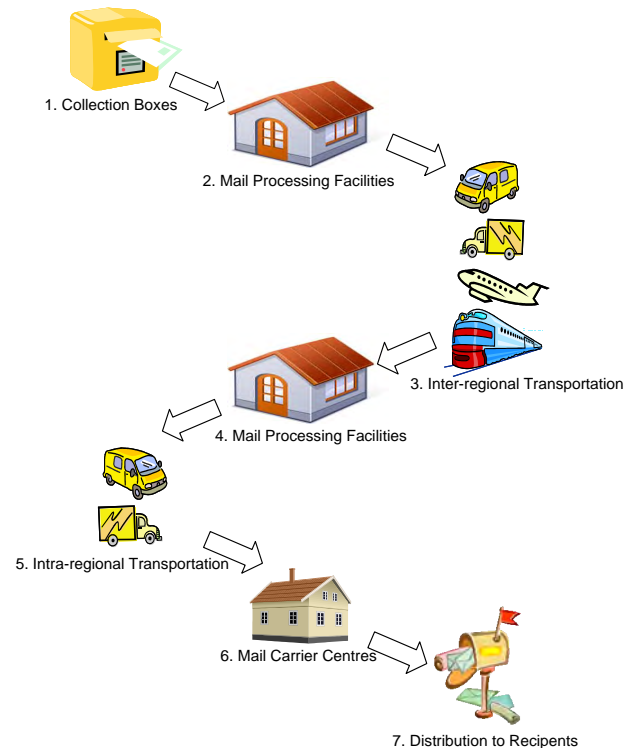 1. Collection Boxes
2. Mail Processing Facilities
3. Inter-regional Transportation
4. Mail Processing Facilities
5. Intra-regional Transportation
6. Mail Carrier Centres
7. Distribution to Recipents